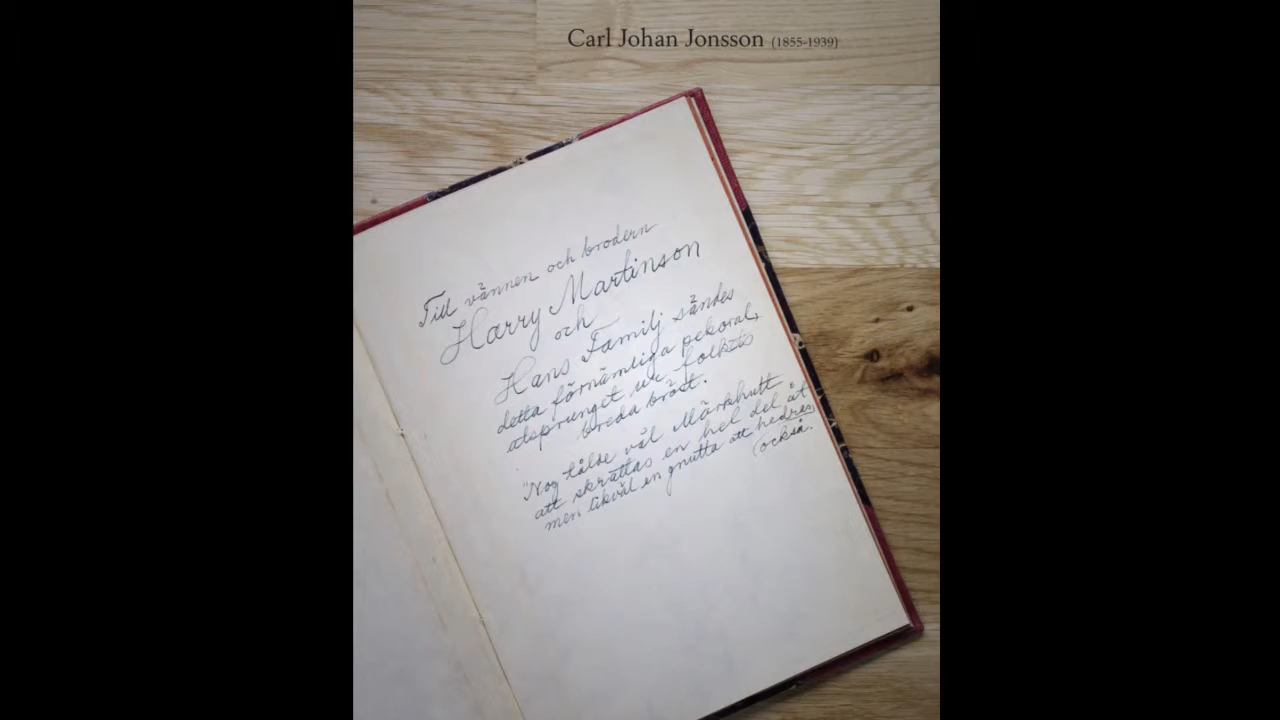 Carl Johan Jonsson (1855-1939)
Till vännen och brodern
Harry Martinson
och
Hans Familj sändes
detta förnämliga pekoral,
utsprunget ur folkets
breda bröst.
"Nog tålde väl Märkhutt
att skrattas en hel del åt
men likväl en gnutta att hedras
också.